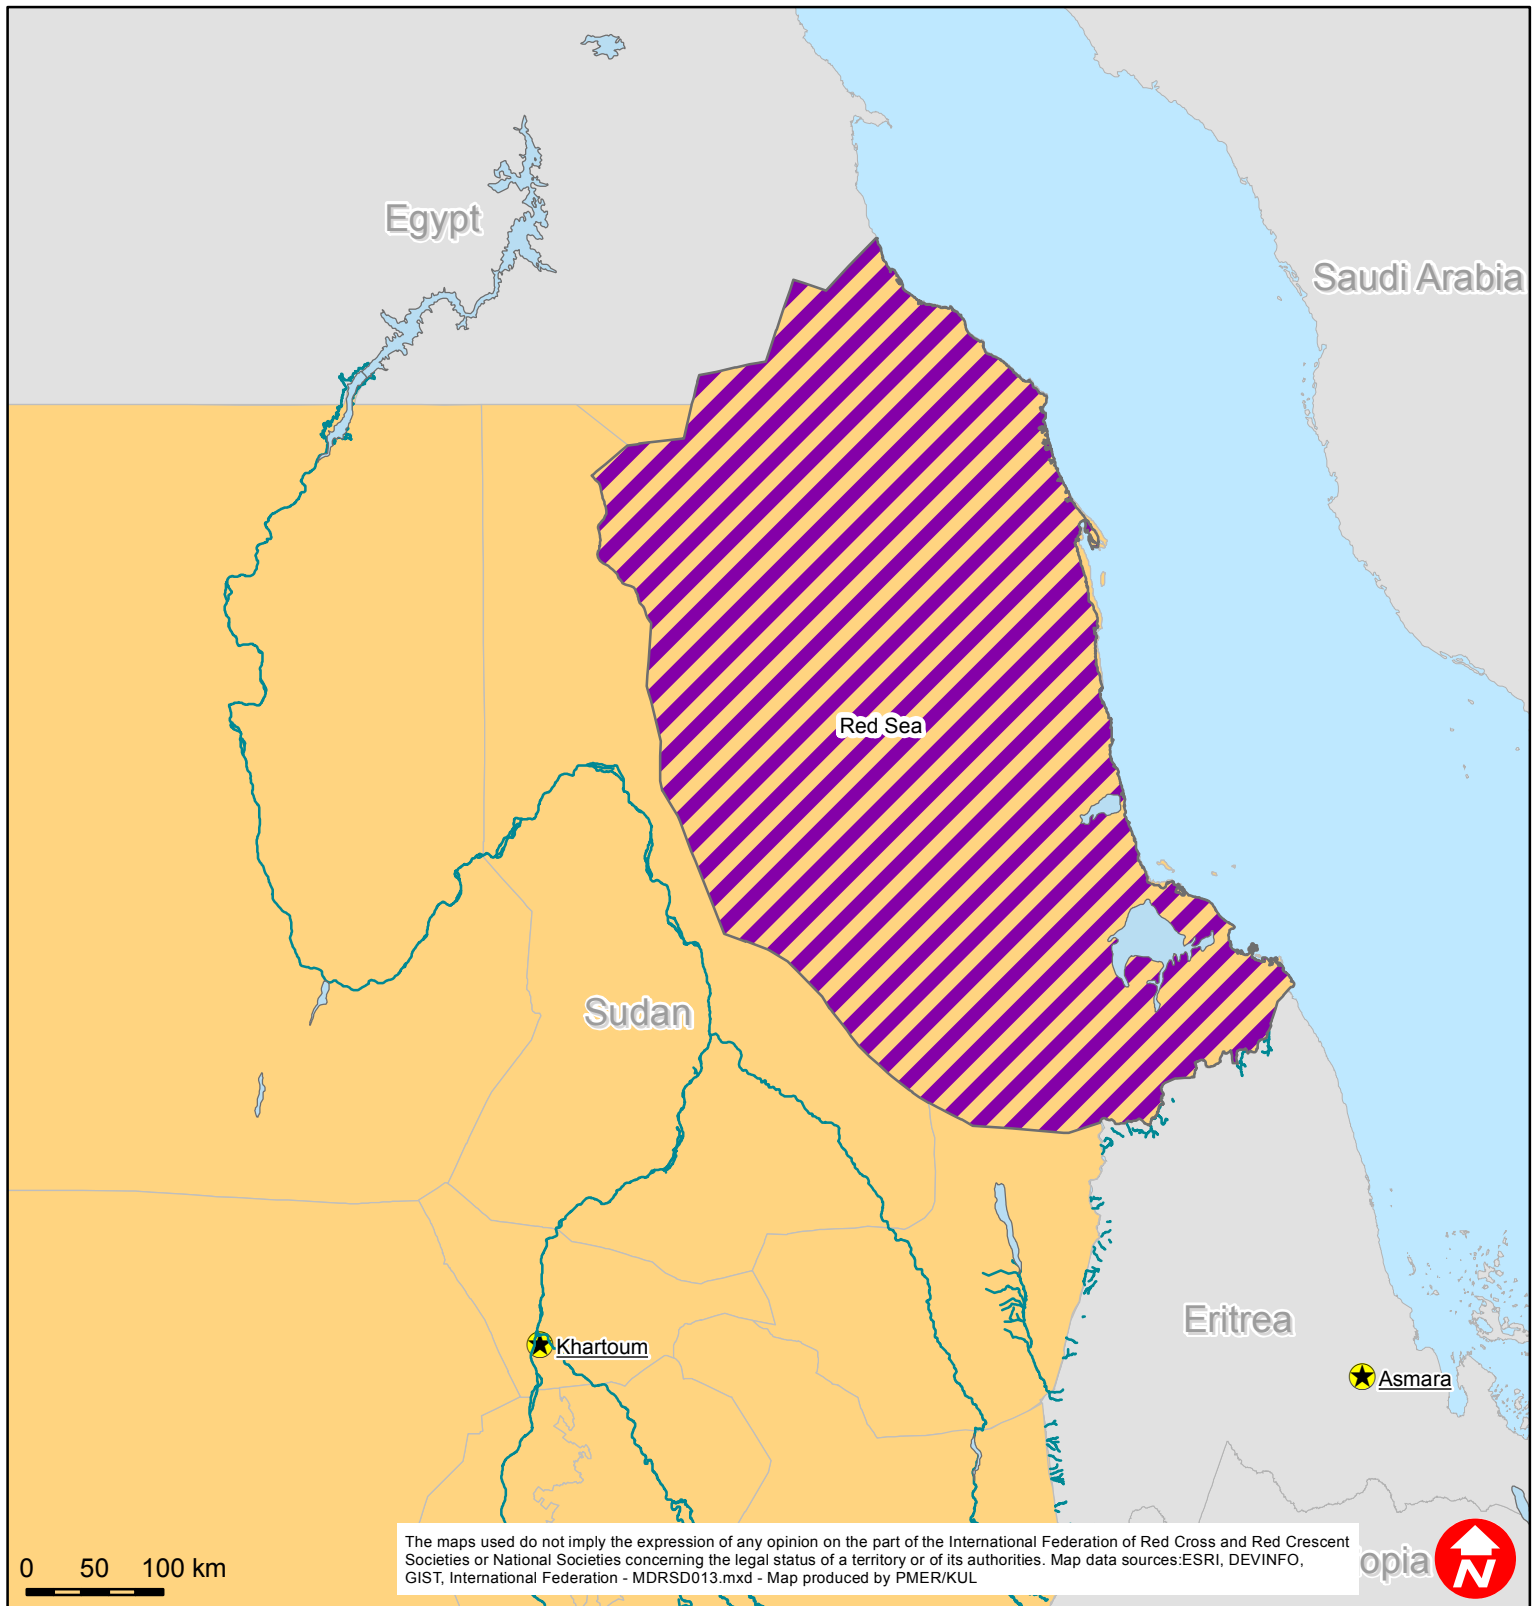 Egypt
Saudi Arabia
Red Sea
Sudan
Eritrea
Khartoum
Asmara
The maps used do not imply the expression of any opinion on the part of the International Federation of Red Cross and Red Crescent
Societies or National Societies concerning the legal status of a territory or of its authorities. Map data sources:ESRI, DEVINFO,
GIST, International Federation - MDRSD013.mxd - Map produced by PMER/KUL
opia
0 50 100 km
N